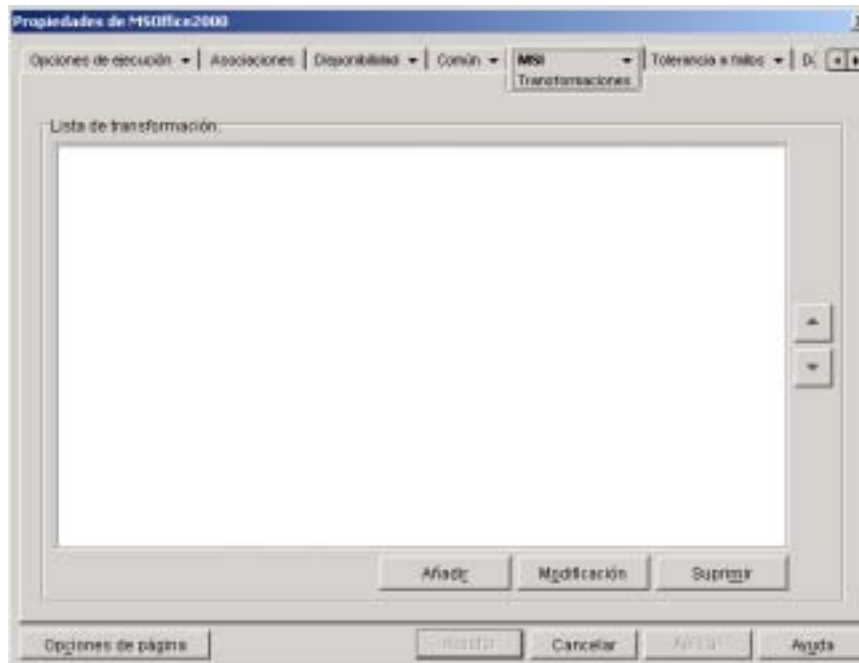 Propiedades de MSOffice2000
Opciones de ejecución Asociaciones Disponibilidad Común MSI Tolerancia a fallos D
Transformaciones
Lista de transformación:
Añadir Modificación Suprimir
Opciones de página Cancelar Ayuda